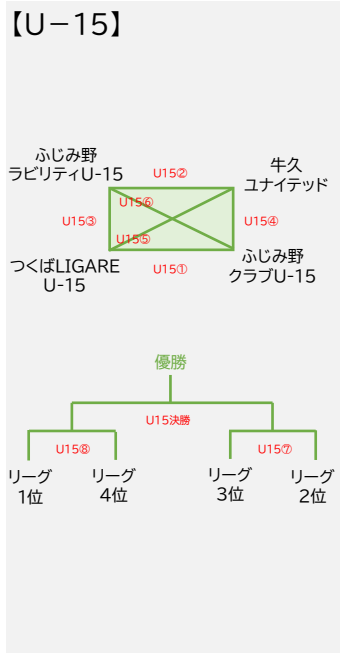 【U－15】
ふじみ野
ラビリティU-15
U15②
牛久
ユナイテッド
U15⑥
U15③
U15④
U15⑤
つくばLIGARE
U-15
U15①
ふじみ野
クラブU-15
優勝
U15決勝
U15⑧
U15⑦
リーグ
1位
リーグ
4位
リーグ
3位
リーグ
2位